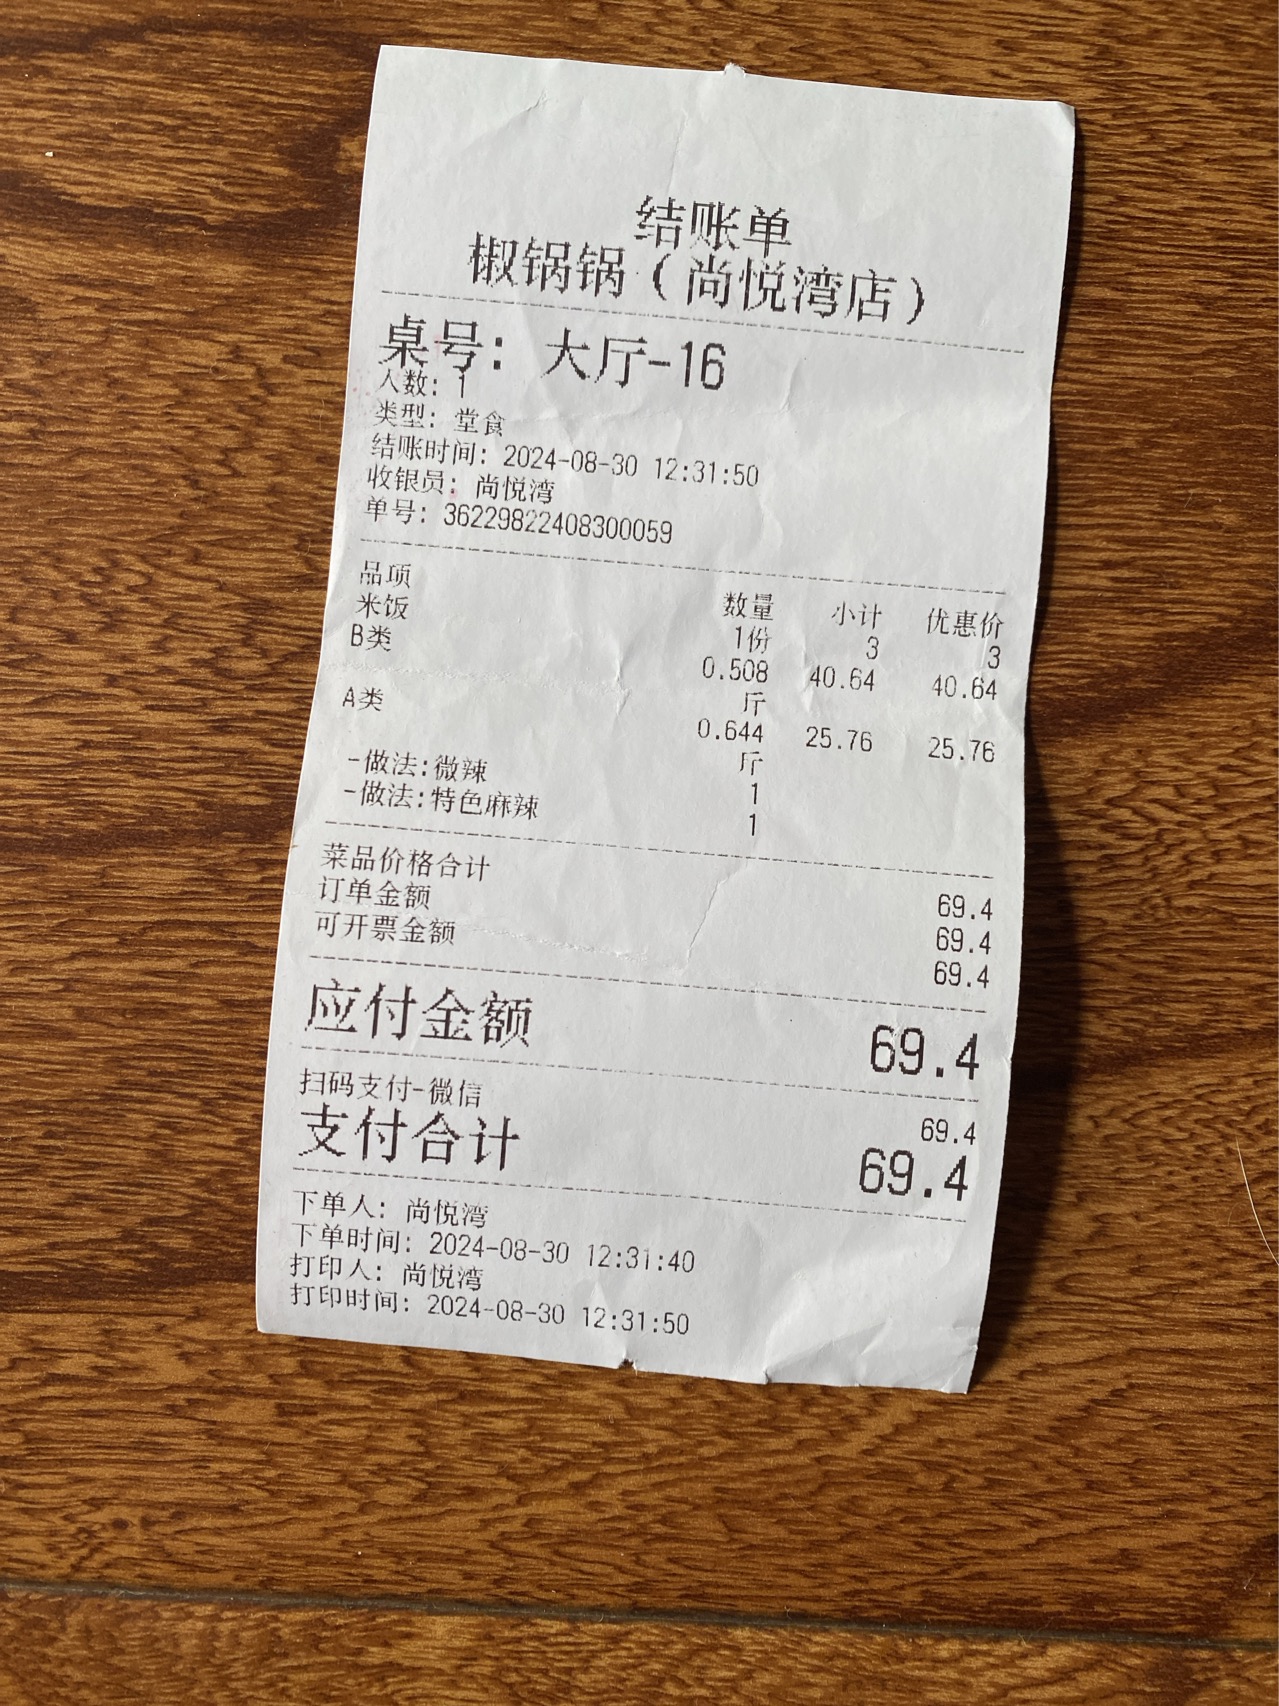 结账单
椒锅锅（尚悦湾店）
桌号: 大厅-16
人数: 1
类型: 堂食
结账时间: 2024-08-30 12:31:50
收银员: 尚悦湾
单号: 36229822408300059
品项 数量 小计 优惠价
米饭 1份 3 3
B类 0.508 40.64 40.64
斤
A类 0.644 25.76 25.76
斤
-做法:微辣 1
-做法:特色麻辣 1
菜品价格合计 69.4
订单金额 69.4
可开票金额 69.4
应付金额 69.4
扫码支付-微信 69.4
支付合计 69.4
下单人: 尚悦湾
下单时间: 2024-08-30 12:31:40
打印人: 尚悦湾
打印时间: 2024-08-30 12:31:50